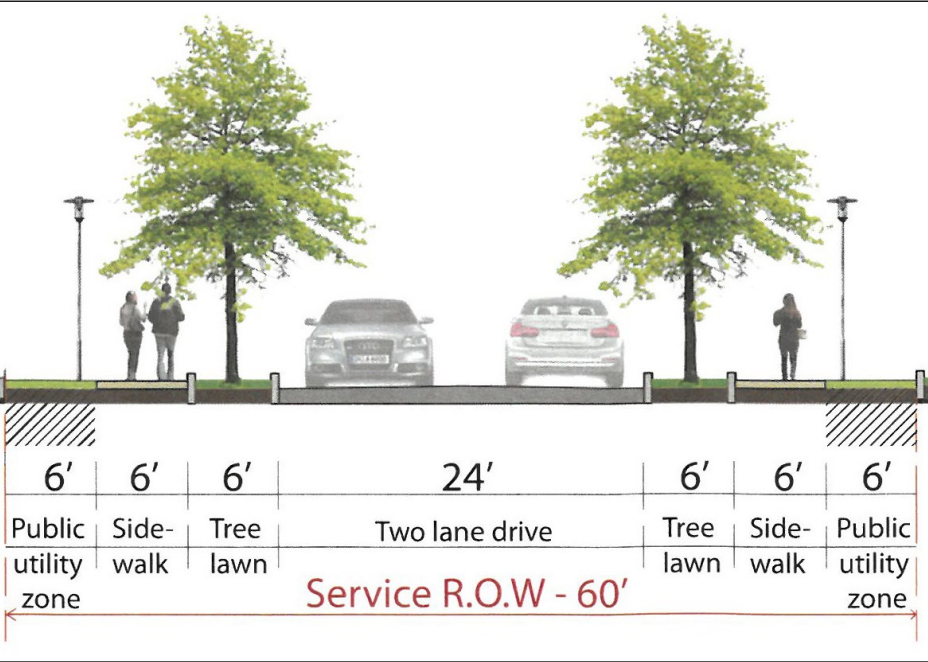 6’ 6’ 6’ 24’ 6’ 6’ 6’
Public Side- Tree Two lane drive Tree Side- Public
utility walk lawn lawn walk utility
zone Service R.O.W - 60’ zone